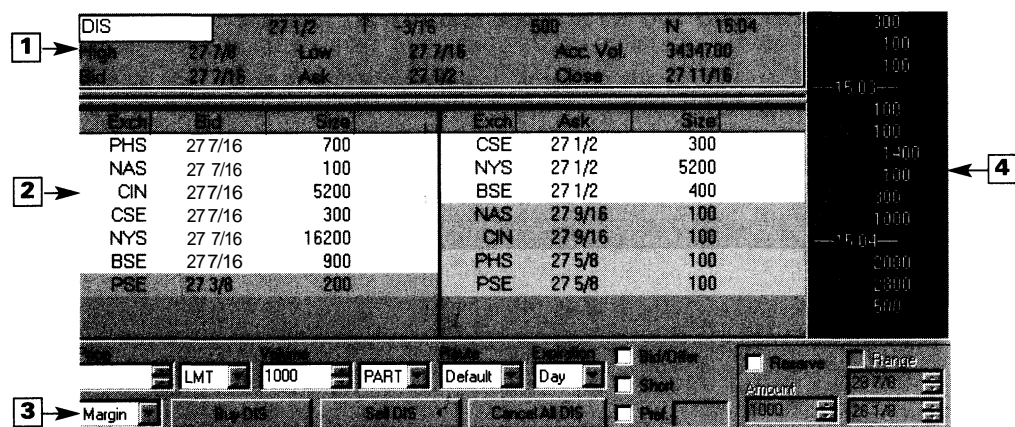 DIS 27 1/2 ↑ -3/16 500 N 15:04
1
High 27 7/8 Low 27 7/16 Acc. Vol. 3434700
Bid 27 7/16 Ask 27 1/2 Close 27 11/16
Exch Bid Size Exch Ask Size
PHS 27 7/16 700 CSE 27 1/2 300
NAS 27 7/16 100 NYS 27 1/2 5200
2 CIN 27 7/16 5200 BSE 27 1/2 400
CSE 27 7/16 300 NAS 27 9/16 100
NYS 27 7/16 16200 CIN 27 9/16 100
BSE 27 7/16 900 PHS 27 5/8 100
PSE 27 3/8 200 PSE 27 5/8 100
300
100
100
15:03
100
100
1400
100
300
1000
15:04
2000
2800
500
4
Volume Route Expiration Bid/Offer Reserve Range
LMT 1000 PART Default Day Short Amount 28 7/8
3 Margin Buy DIS Sell DIS Cancel All DIS Pref. 1000 26 1/8